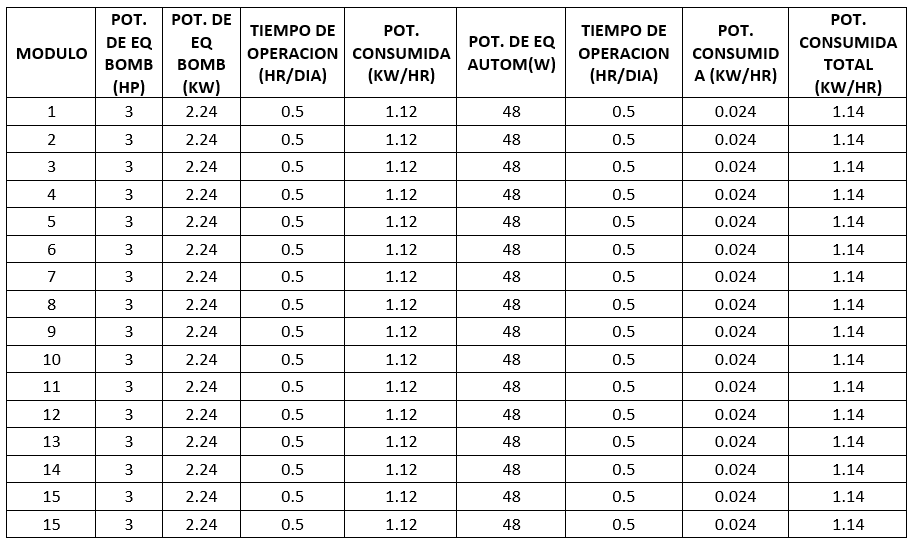 MODULO POT. DE EQ BOMB (HP) POT. DE EQ BOMB (KW) TIEMPO DE OPERACION (HR/DIA) POT. CONSUMIDA (KW/HR) POT. DE EQ AUTOM(W) TIEMPO DE OPERACION (HR/DIA) POT. CONSUMID A (KW/HR) POT. CONSUMIDA TOTAL (KW/HR)
1 3 2.24 0.5 1.12 48 0.5 0.024 1.14
2 3 2.24 0.5 1.12 48 0.5 0.024 1.14
3 3 2.24 0.5 1.12 48 0.5 0.024 1.14
4 3 2.24 0.5 1.12 48 0.5 0.024 1.14
5 3 2.24 0.5 1.12 48 0.5 0.024 1.14
6 3 2.24 0.5 1.12 48 0.5 0.024 1.14
7 3 2.24 0.5 1.12 48 0.5 0.024 1.14
8 3 2.24 0.5 1.12 48 0.5 0.024 1.14
9 3 2.24 0.5 1.12 48 0.5 0.024 1.14
10 3 2.24 0.5 1.12 48 0.5 0.024 1.14
11 3 2.24 0.5 1.12 48 0.5 0.024 1.14
12 3 2.24 0.5 1.12 48 0.5 0.024 1.14
13 3 2.24 0.5 1.12 48 0.5 0.024 1.14
14 3 2.24 0.5 1.12 48 0.5 0.024 1.14
15 3 2.24 0.5 1.12 48 0.5 0.024 1.14
15 3 2.24 0.5 1.12 48 0.5 0.024 1.14